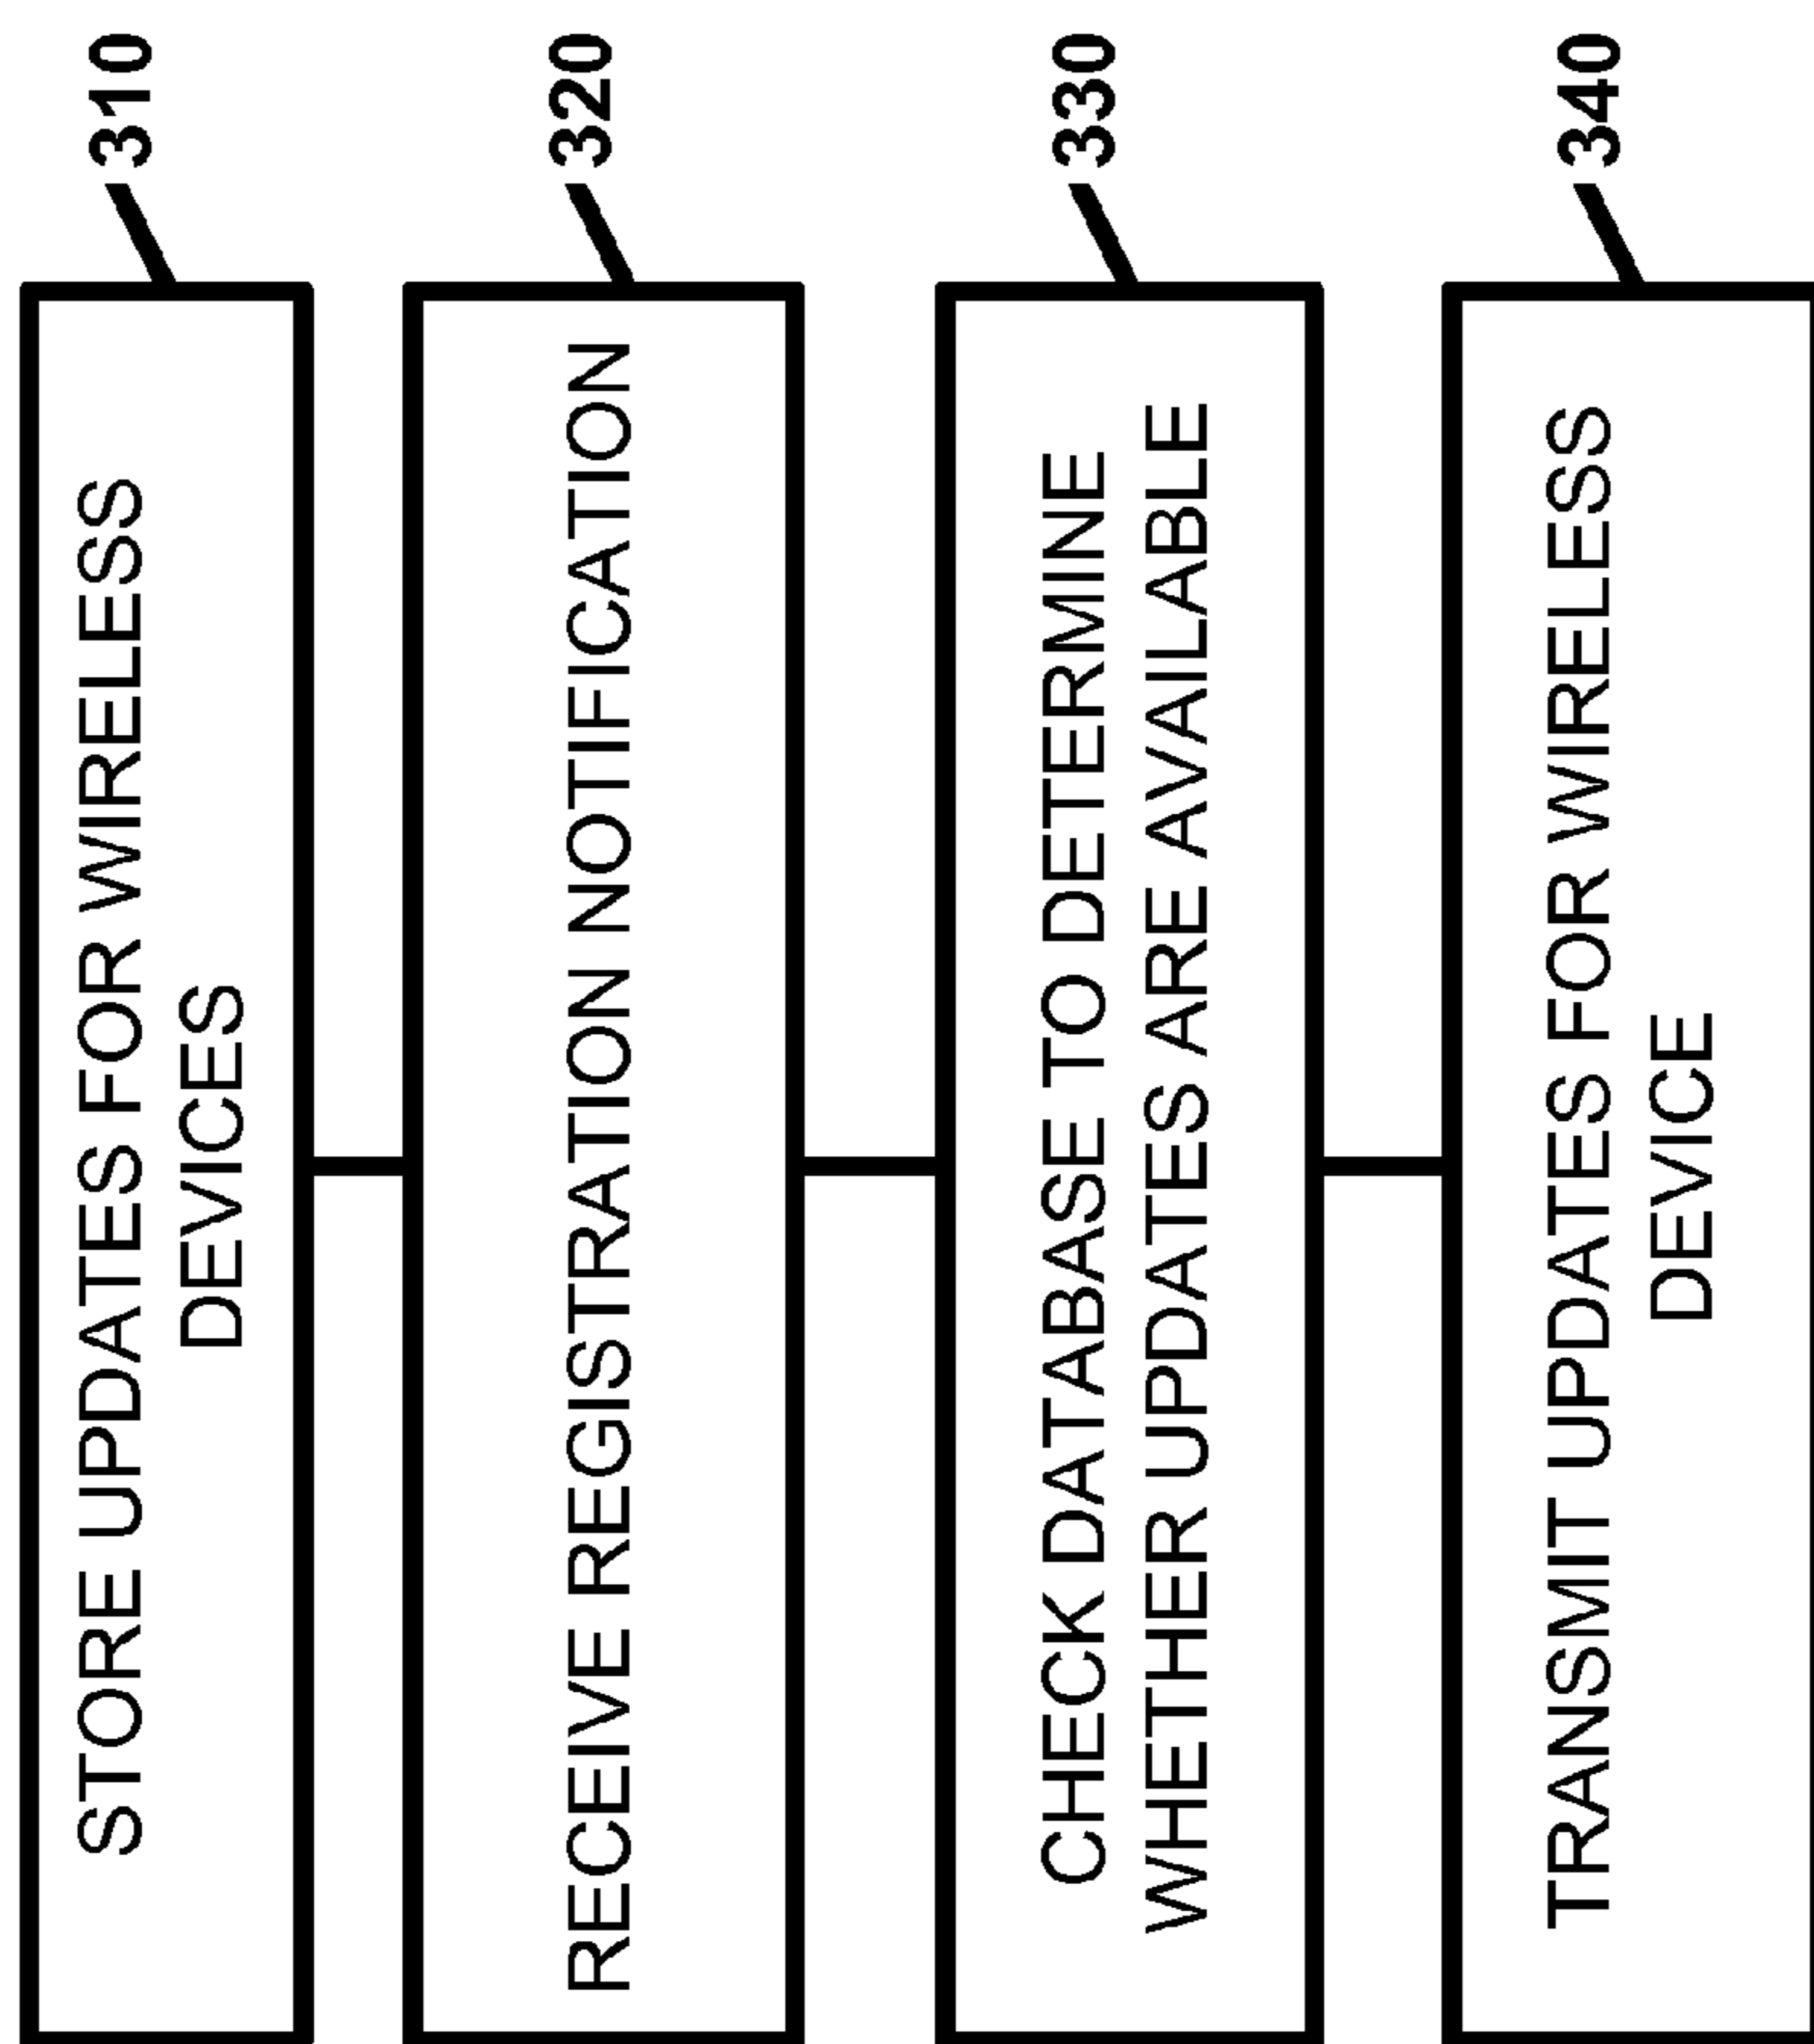 310
STORE UPDATES FOR WIRELESS
DEVICES
320
RECEIVE REGISTRATION NOTIFICATION
330
CHECK DATABASE TO DETERMINE
WHETHER UPDATES ARE AVAILABLE
340
TRANSMIT UPDATES FOR WIRELESS
DEVICE